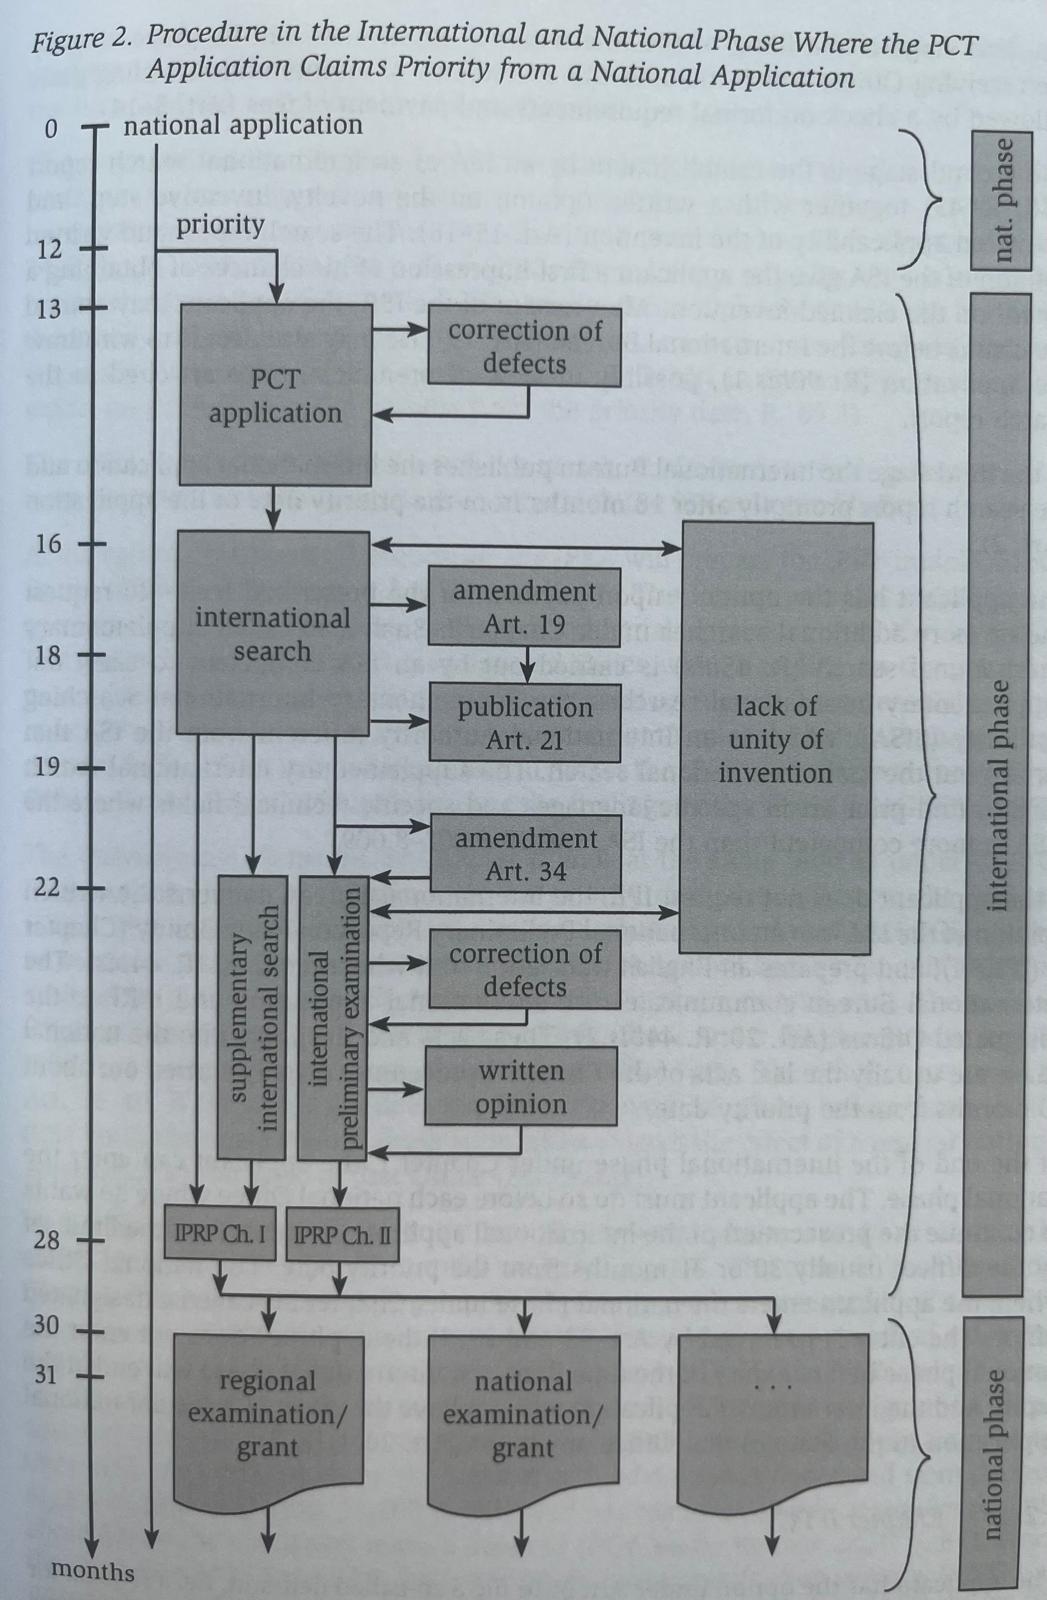 Figure 2. Procedure in the International and National Phase Where the PCT
Application Claims Priority from a National Application
0
national application
nat. phase
priority
12
13
correction of
defects
PCT
application
16
international
search
amendment
Art. 19
18
publication
Art. 21
lack of
unity of
invention
international phase
19
amendment
Art. 34
22
supplementary
international search
international
preliminary examination
correction of
defects
written
opinion
IPRP Ch. I
IPRP Ch. II
28
30
31
regional
examination/
grant
national
examination/
grant
...
national phase
months